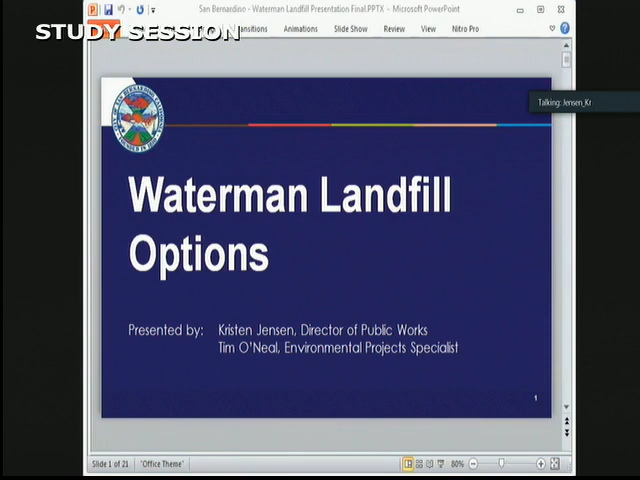 San Bernardino - Waterman Landfill Presentation Final.PPTX - Microsoft PowerPoint
STUDY SESSION
Animations Slide Show Review View Nitro Pro
Talking: Jensen_Kr
Waterman Landfill
Options
Presented by: Kristen Jensen, Director of Public Works
Tim O'Neal, Environmental Projects Specialist
1
Slide 1 of 21 "Office Theme" 80%